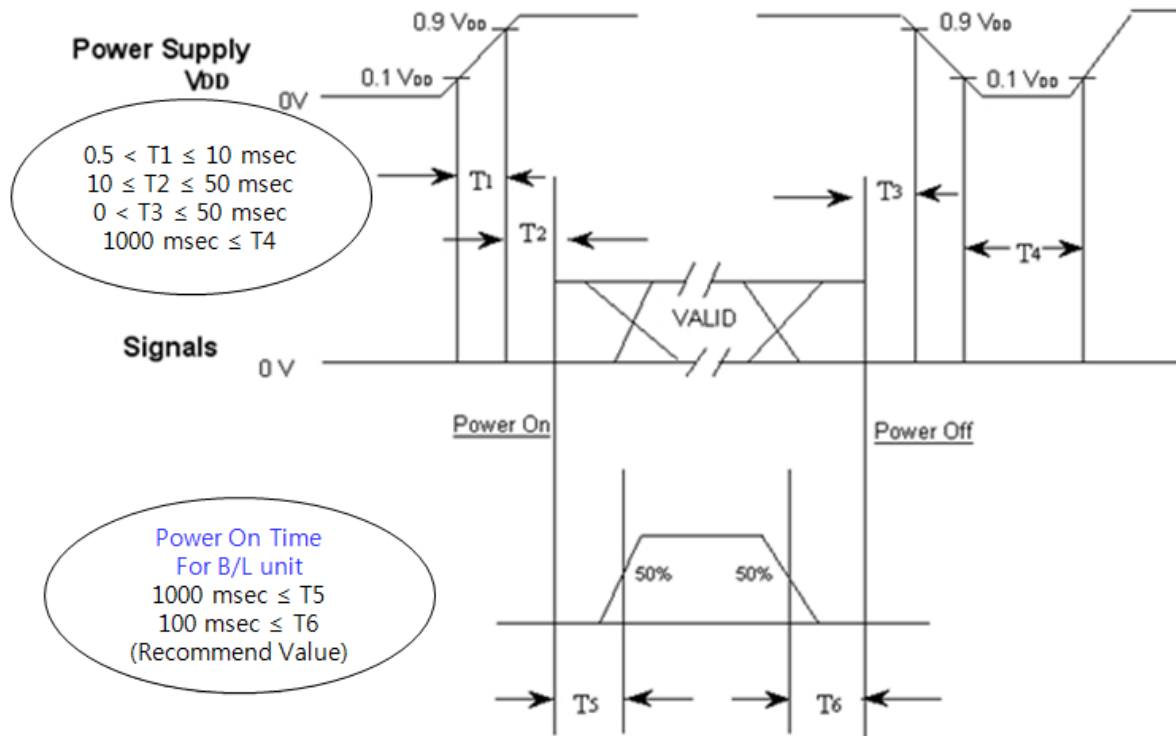 0.9 VDD
0.9 VDD
Power Supply
VDD
0.1 VDD
0.1 VDD
0V
0.5 < T1 ≤ 10 msec
10 ≤ T2 ≤ 50 msec
0 < T3 ≤ 50 msec
1000 msec ≤ T4
T1
T3
T2
T4
VALID
Signals
0 V
Power On
Power Off
Power On Time
For B/L unit
1000 msec ≤ T5
100 msec ≤ T6
(Recommend Value)
50%
50%
T5
T6